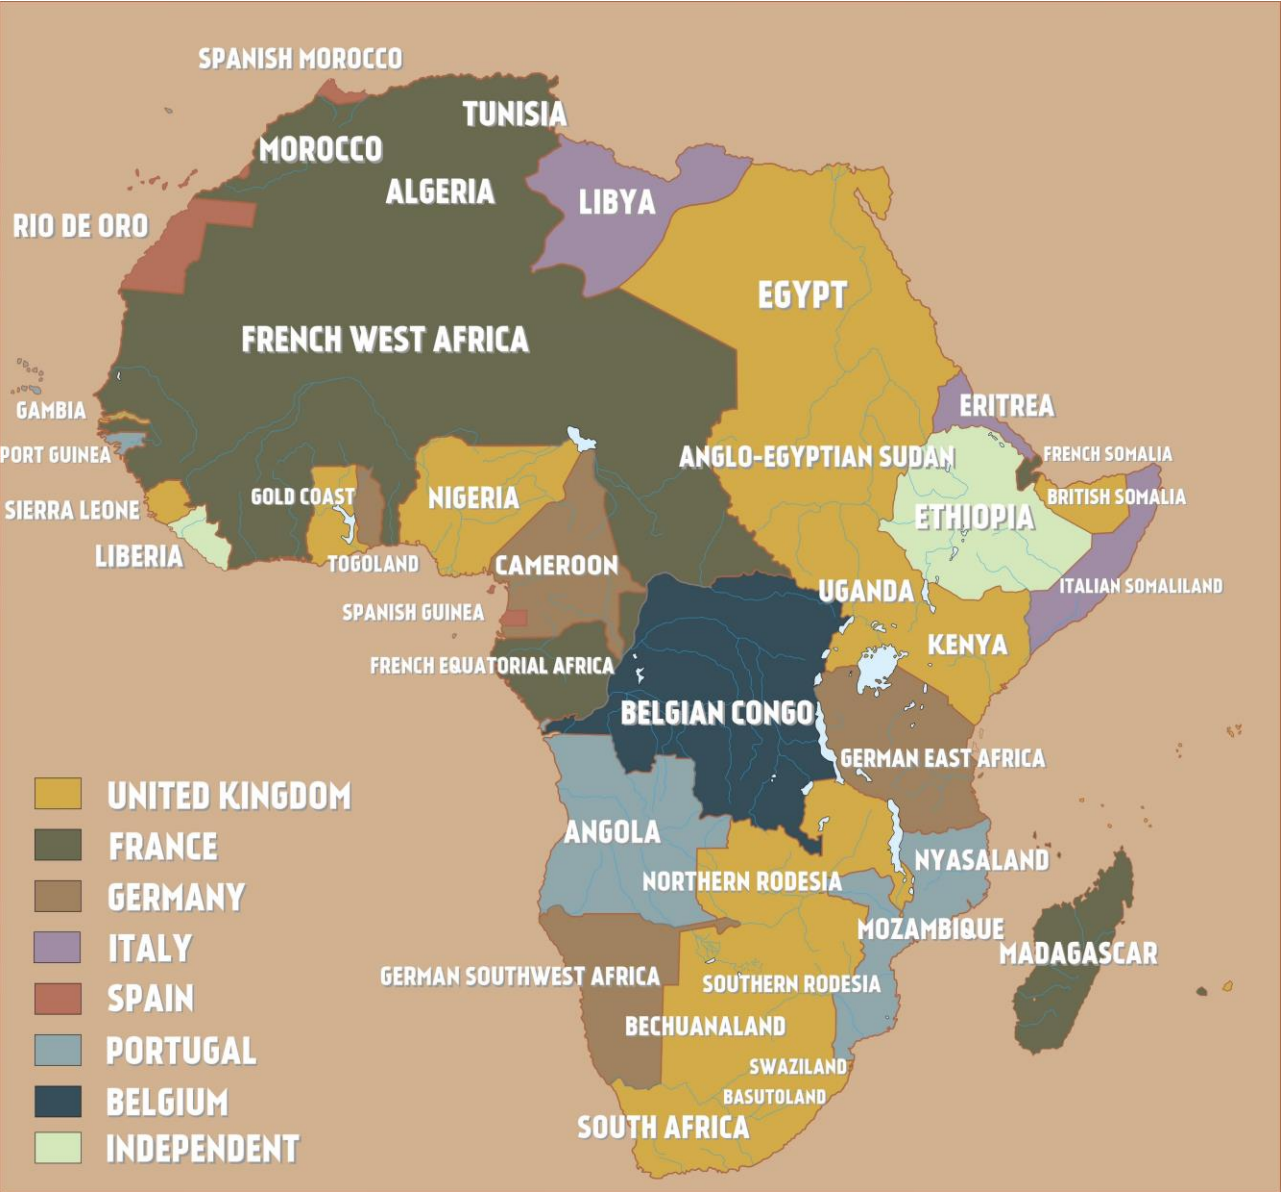 SPANISH MOROCCO
TUNISIA
MOROCCO
ALGERIA
LIBYA
RIO DE ORO
EGYPT
FRENCH WEST AFRICA
GAMBIA
ERITREA
PORT GUINEA
ANGLO-EGYPTIAN SUDAN
FRENCH SOMALIA
GOLD COAST
NIGERIA
BRITISH SOMALIA
SIERRA LEONE
ETHIOPIA
LIBERIA
TOGOLAND
CAMEROON
UGANDA
ITALIAN SOMALILAND
SPANISH GUINEA
KENYA
FRENCH EQUATORIAL AFRICA
BELGIAN CONGO
GERMAN EAST AFRICA
ANGOLA
NYASALAND
NORTHERN RODESIA
MOZAMBIQUE
MADAGASCAR
GERMAN SOUTHWEST AFRICA
SOUTHERN RODESIA
BECHUANALAND
SWAZILAND
BASUTOLAND
SOUTH AFRICA
UNITED KINGDOM
FRANCE
GERMANY
ITALY
SPAIN
PORTUGAL
BELGIUM
INDEPENDENT